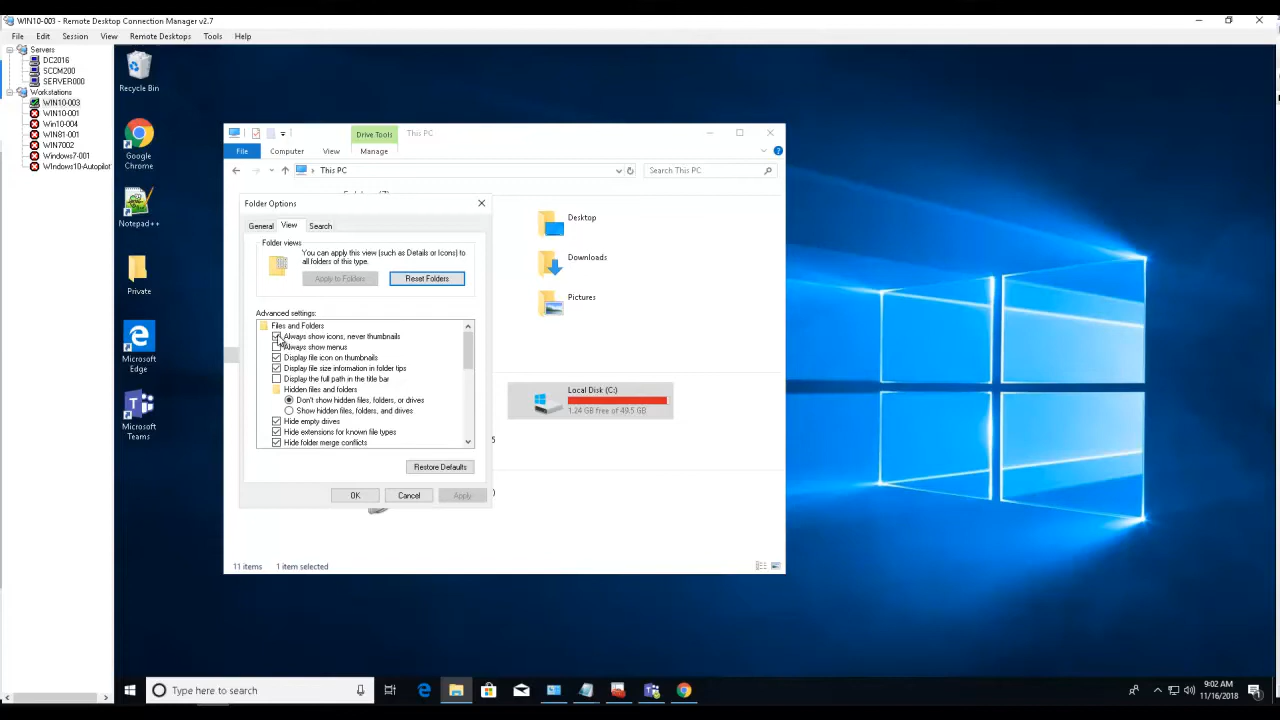 WIN10-003 - Remote Desktop Connection Manager v2.7
File Edit Session View Remote Desktops Tools Help
Servers
DC2016
SCCM200
SERVER000
Workstations
WIN10-003
WIN10-001
Win10-004
WIN81-001
WIN7002
Windows7-001
Windows10-Autopilot
Recycle Bin
Google
Chrome
Notepad++
Private
Microsoft
Edge
Microsoft
Teams
Drive Tools This PC
File Computer View Manage
This PC
Search This PC
Folder Options
General View Search
Folder views
You can apply this view (such as Details or Icons) to
all folders of this type.
Apply to Folders Reset Folders
Advanced settings:
Files and Folders
Always show icons, never thumbnails
Always show menus
Display file icon on thumbnails
Display file size information in folder tips
Display the full path in the title bar
Hidden files and folders
Don't show hidden files, folders, or drives
Show hidden files, folders, and drives
Hide empty drives
Hide extensions for known file types
Hide folder merge conflicts
Restore Defaults
OK Cancel Apply
Desktop
Downloads
Pictures
Local Disk (C:)
1.24 GB free of 49.5 GB
11 items 1 item selected
Type here to search
9:02 AM
11/16/2018
1